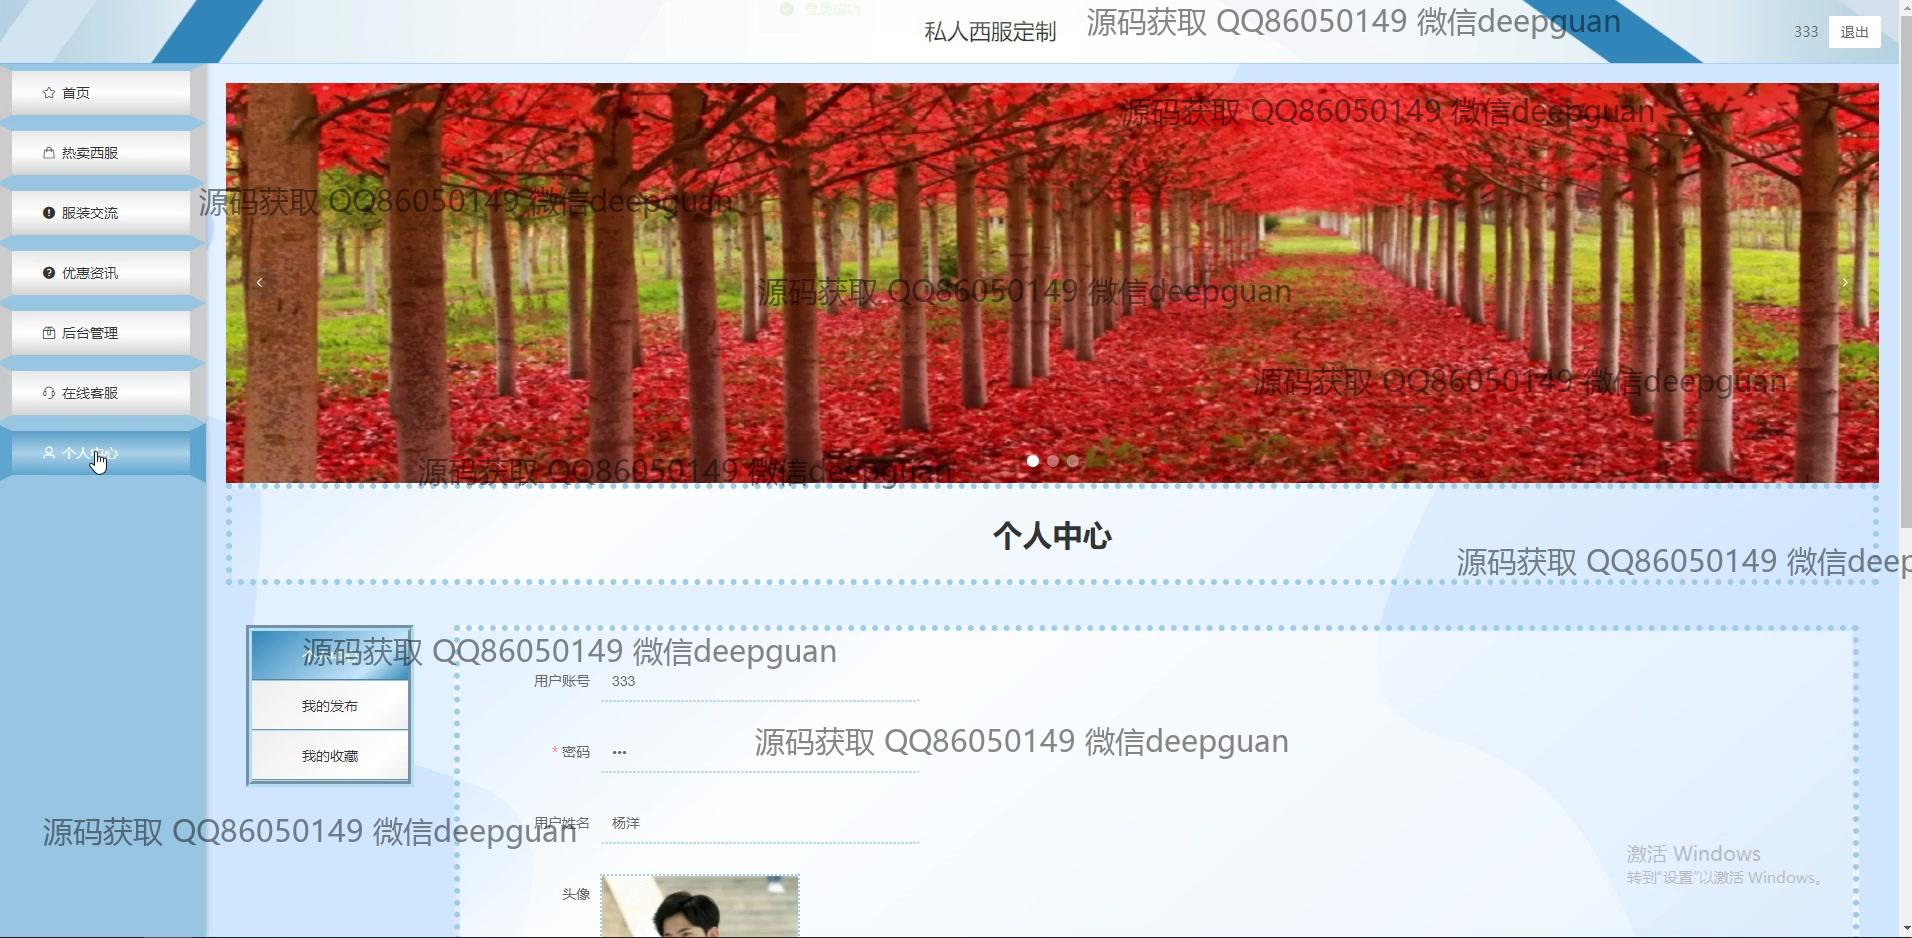 登录成功
私人西服定制
源码获取 QQ86050149 微信deepguan
333
退出
首页
热卖西服
服装交流
优惠资讯
后台管理
在线客服
个人中心
源码获取 QQ86050149 微信deepguan
源码获取 QQ86050149 微信deepguan
源码获取 QQ86050149 微信deepguan
源码获取 QQ86050149 微信deepguan
源码获取 QQ86050149 微信deepguan
个人中心
源码获取 QQ86050149 微信deep
个人中心
源码获取 QQ86050149 微信deepguan
我的发布
我的收藏
用户账号 333
* 密码 •••
源码获取 QQ86050149 微信deepguan
用户姓名 杨洋
源码获取 QQ86050149 微信deepguan
头像
激活 Windows
转到"设置"以激活 Windows。